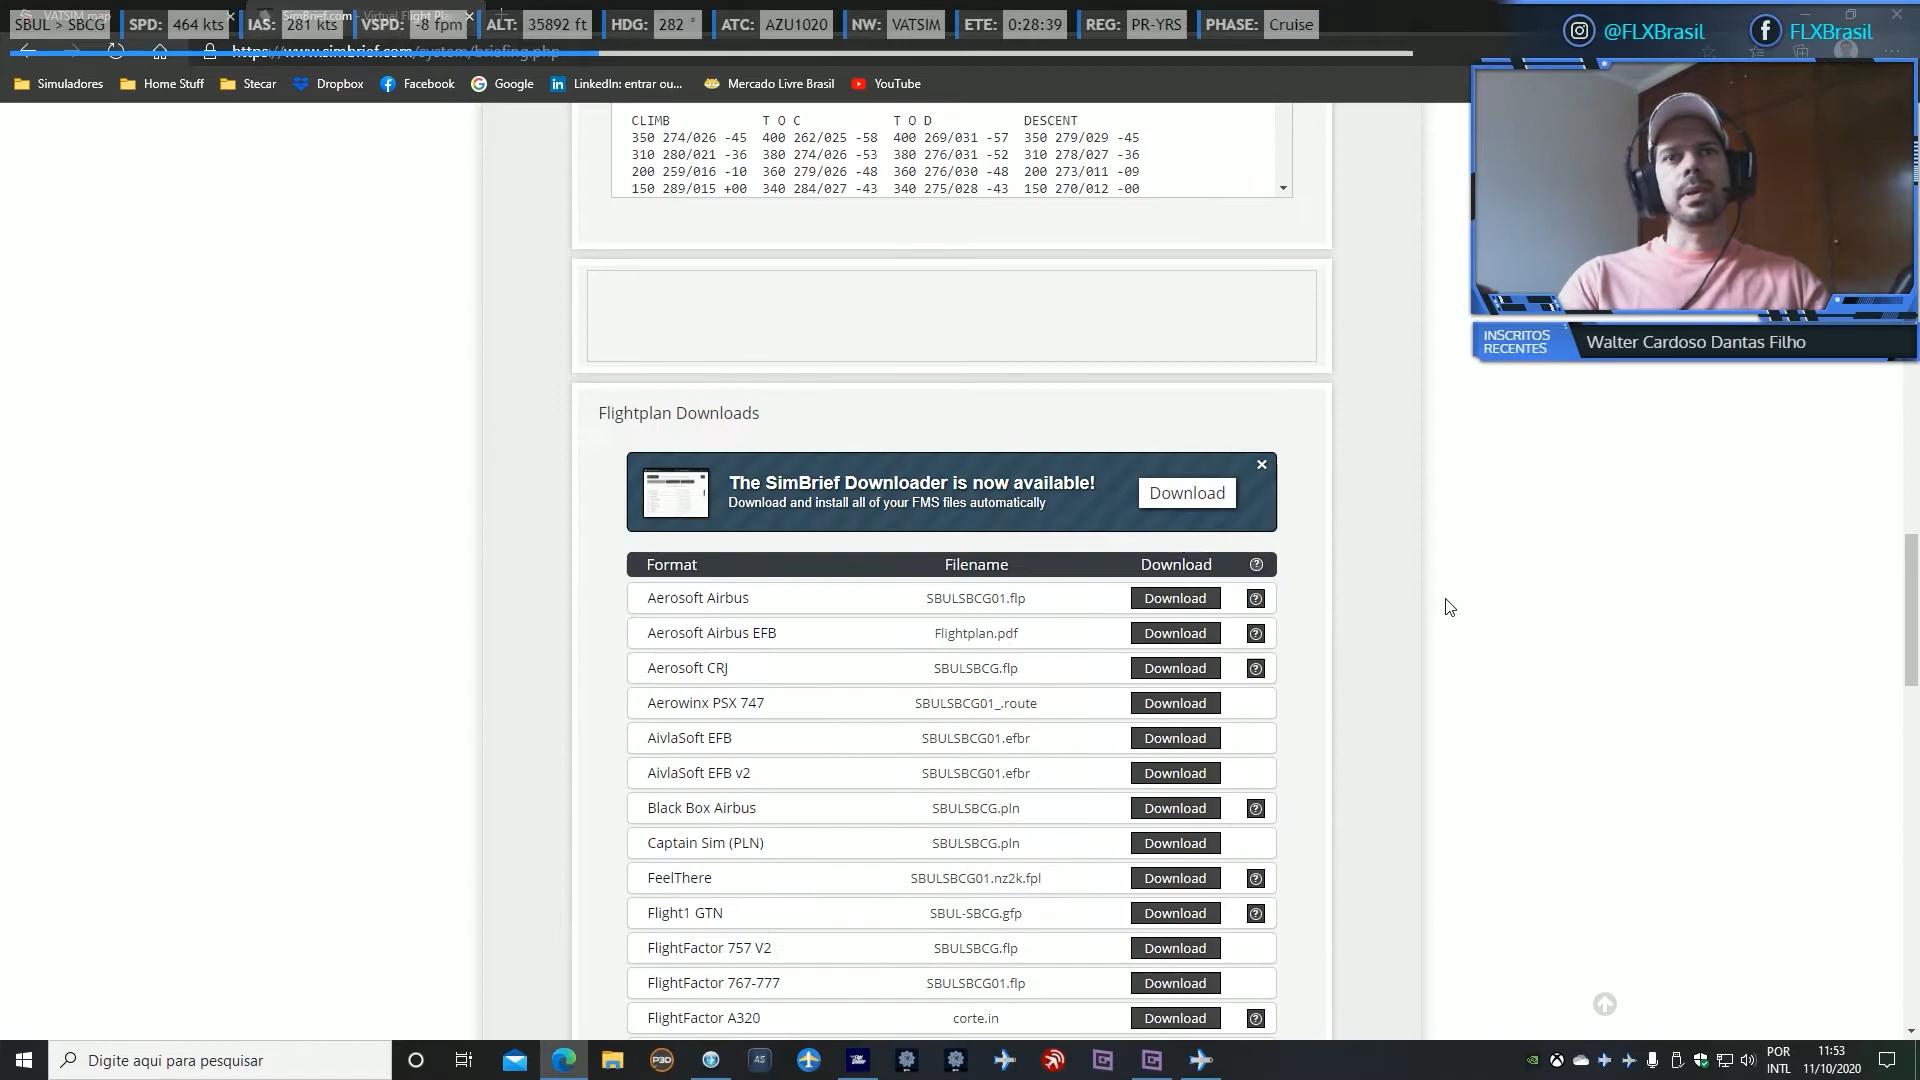 SBUL > SBCG SPD: 464 kts IAS: 281 kts VSPD: -8 fpm ALT: 35892 ft HDG: 282 ° ATC: AZU1020 NW: VATSIM ETE: 0:28:39 REG: PR-YRS PHASE: Cruise
@FLXBrasil FLXBrasil
https://www.simbrief.com/system/briefing.php
Simuladores Home Stuff Stecar Dropbox Facebook Google LinkedIn: entrar ou... Mercado Livre Brasil YouTube
CLIMB T O C T O D DESCENT
350 274/026 -45 400 262/025 -58 400 269/031 -57 350 279/029 -45
310 280/021 -36 380 274/026 -53 380 276/031 -52 310 278/027 -36
200 259/016 -10 360 279/026 -48 360 276/030 -48 200 273/011 -09
150 289/015 +00 340 284/027 -43 340 275/028 -43 150 270/012 -00
INSCRITOS
RECENTES
Walter Cardoso Dantas Filho
Flightplan Downloads
The SimBrief Downloader is now available!
Download and install all of your FMS files automatically
Download
Format Filename Download
Aerosoft Airbus SBULSBCG01.flp Download
Aerosoft Airbus EFB Flightplan.pdf Download
Aerosoft CRJ SBULSBCG.flp Download
Aerowinx PSX 747 SBULSBCG01_.route Download
AivlaSoft EFB SBULSBCG01.efbr Download
AivlaSoft EFB v2 SBULSBCG01.efbr Download
Black Box Airbus SBULSBCG.pln Download
Captain Sim (PLN) SBULSBCG.pln Download
FeelThere SBULSBCG01.nz2k.fpl Download
Flight1 GTN SBUL-SBCG.gfp Download
FlightFactor 757 V2 SBULSBCG.flp Download
FlightFactor 767-777 SBULSBCG01.flp Download
FlightFactor A320 corte.in Download
Digite aqui para pesquisar
P3D
AS
POR
INTL
11:53
11/10/2020